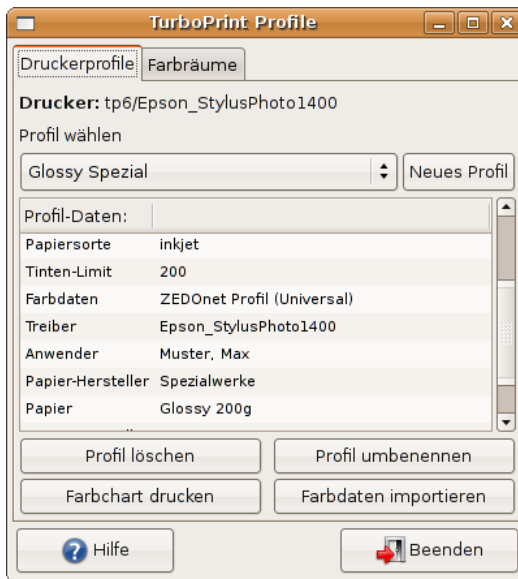 TurboPrint Profile
Druckerprofile Farbräume
Drucker: tp6/Epson_StylusPhoto1400
Profil wählen
Glossy Spezial Neues Profil
Profil-Daten:
Papiersorte inkjet
Tinten-Limit 200
Farbdaten ZEDOnet Profil (Universal)
Treiber Epson_StylusPhoto1400
Anwender Muster, Max
Papier-Hersteller Spezialwerke
Papier Glossy 200g
Profil löschen Profil umbenennen
Farbchart drucken Farbdaten importieren
Hilfe Beenden